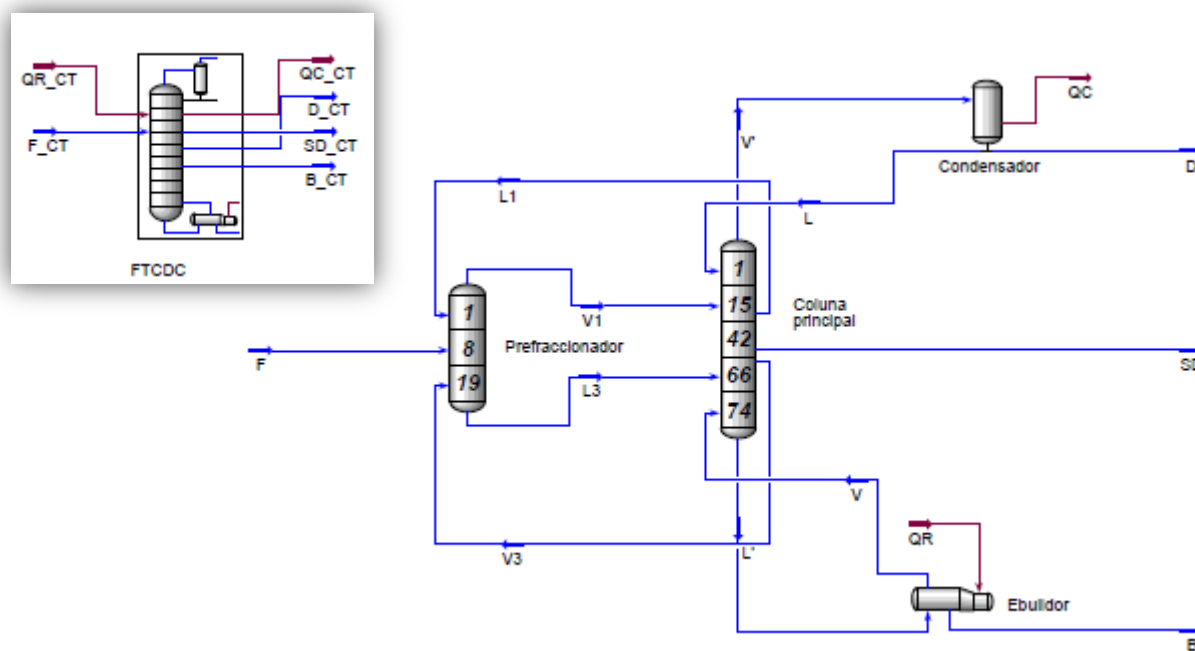 QR_CT
QC_CT
D_CT
F_CT
SD_CT
B_CT
FTCDC
QC
V'
Condensador
D
L1
L
1
1
15
Coluna
principal
V1
42
8
Prefraccionador
F
SD
L3
66
19
74
V
QR
V3
L'
Ebulidor
B